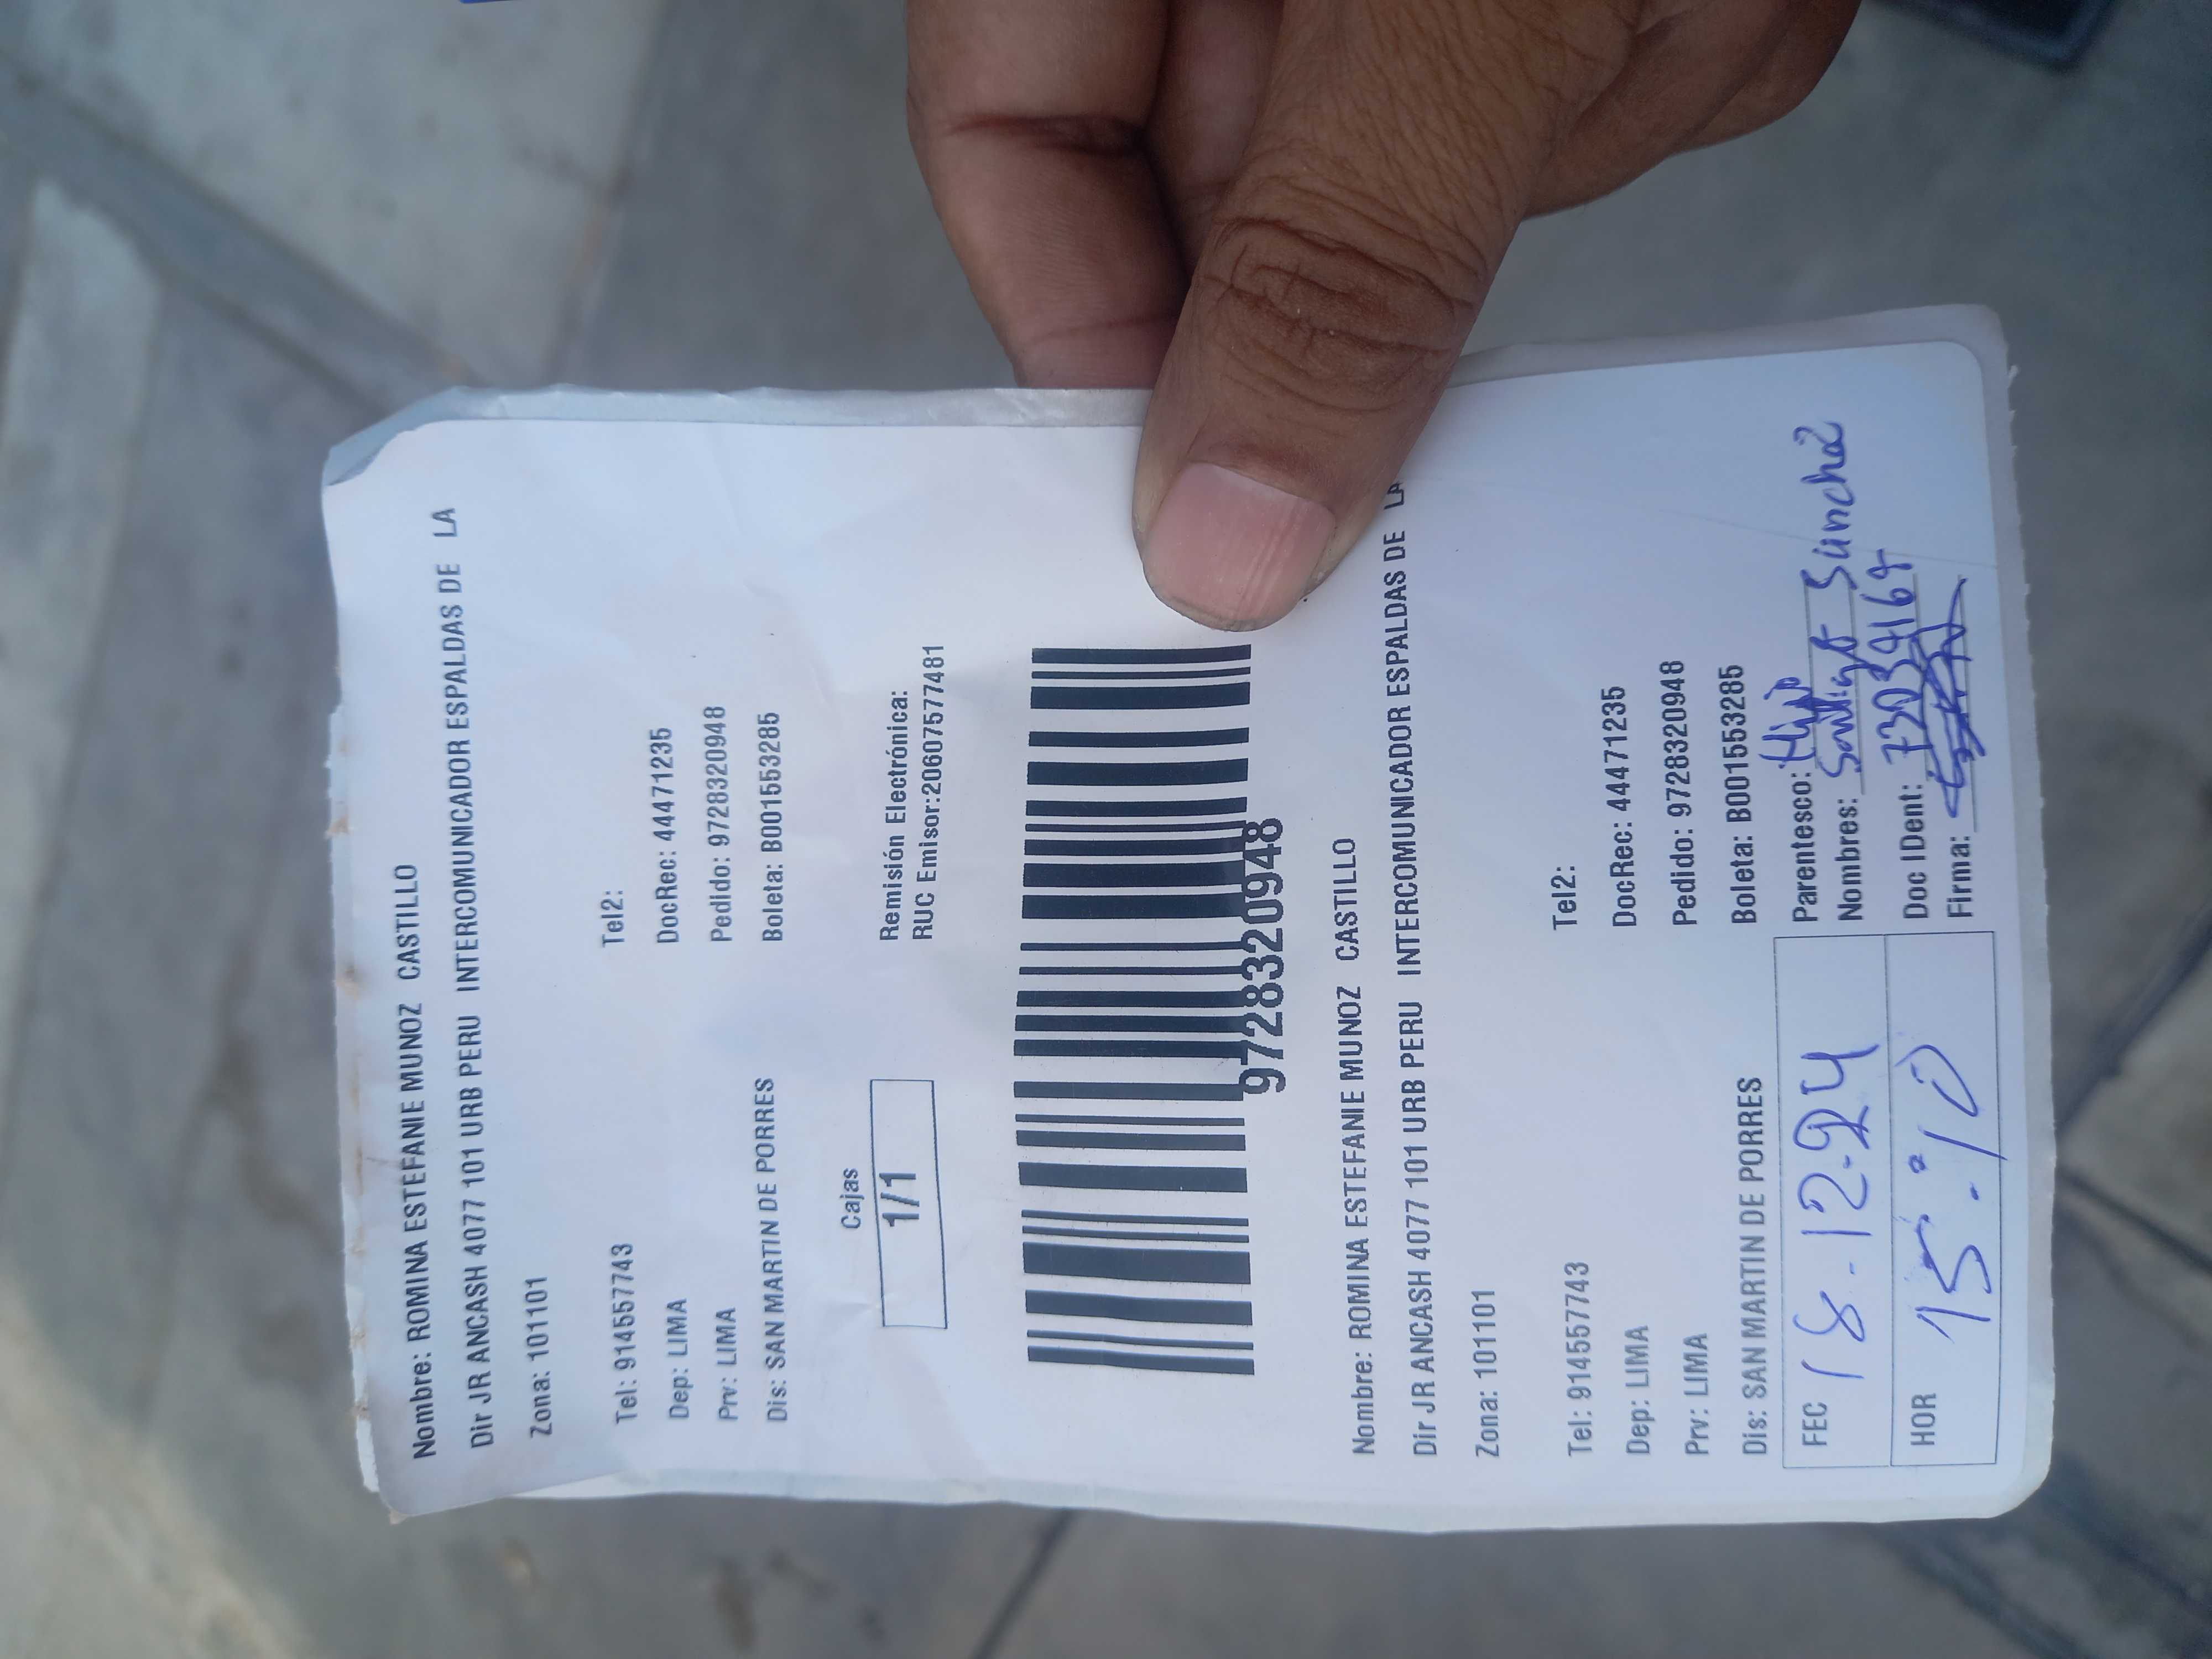 Nombre: ROMINA ESTEFANIE MUNOZ CASTILLO
Dir JR ANCASH 4077 101 URB PERU INTERCOMUNICADOR ESPALDAS DE LA
Zona: 101101
Tel: 914557743 Tel2:
Dep: LIMA DocRec: 44471235
Prv: LIMA Pedido: 9728320948
Dis: SAN MARTIN DE PORRES Boleta: B001553285
Cajas
1/1
Remisión Electrónica:
RUC Emisor:20607577481
9728320948
Nombre: ROMINA ESTEFANIE MUNOZ CASTILLO
Dir JR ANCASH 4077 101 URB PERU INTERCOMUNICADOR ESPALDAS DE LA
Zona: 101101
Tel: 914557743 Tel2:
Dep: LIMA DocRec: 44471235
Prv: LIMA Pedido: 9728320948
Dis: SAN MARTIN DE PORRES Boleta: B001553285
FEC 18.12-24
HOR 15:10
Parentesco: Hijo
Nombres: Santiago
Doc IDent:
Firma: